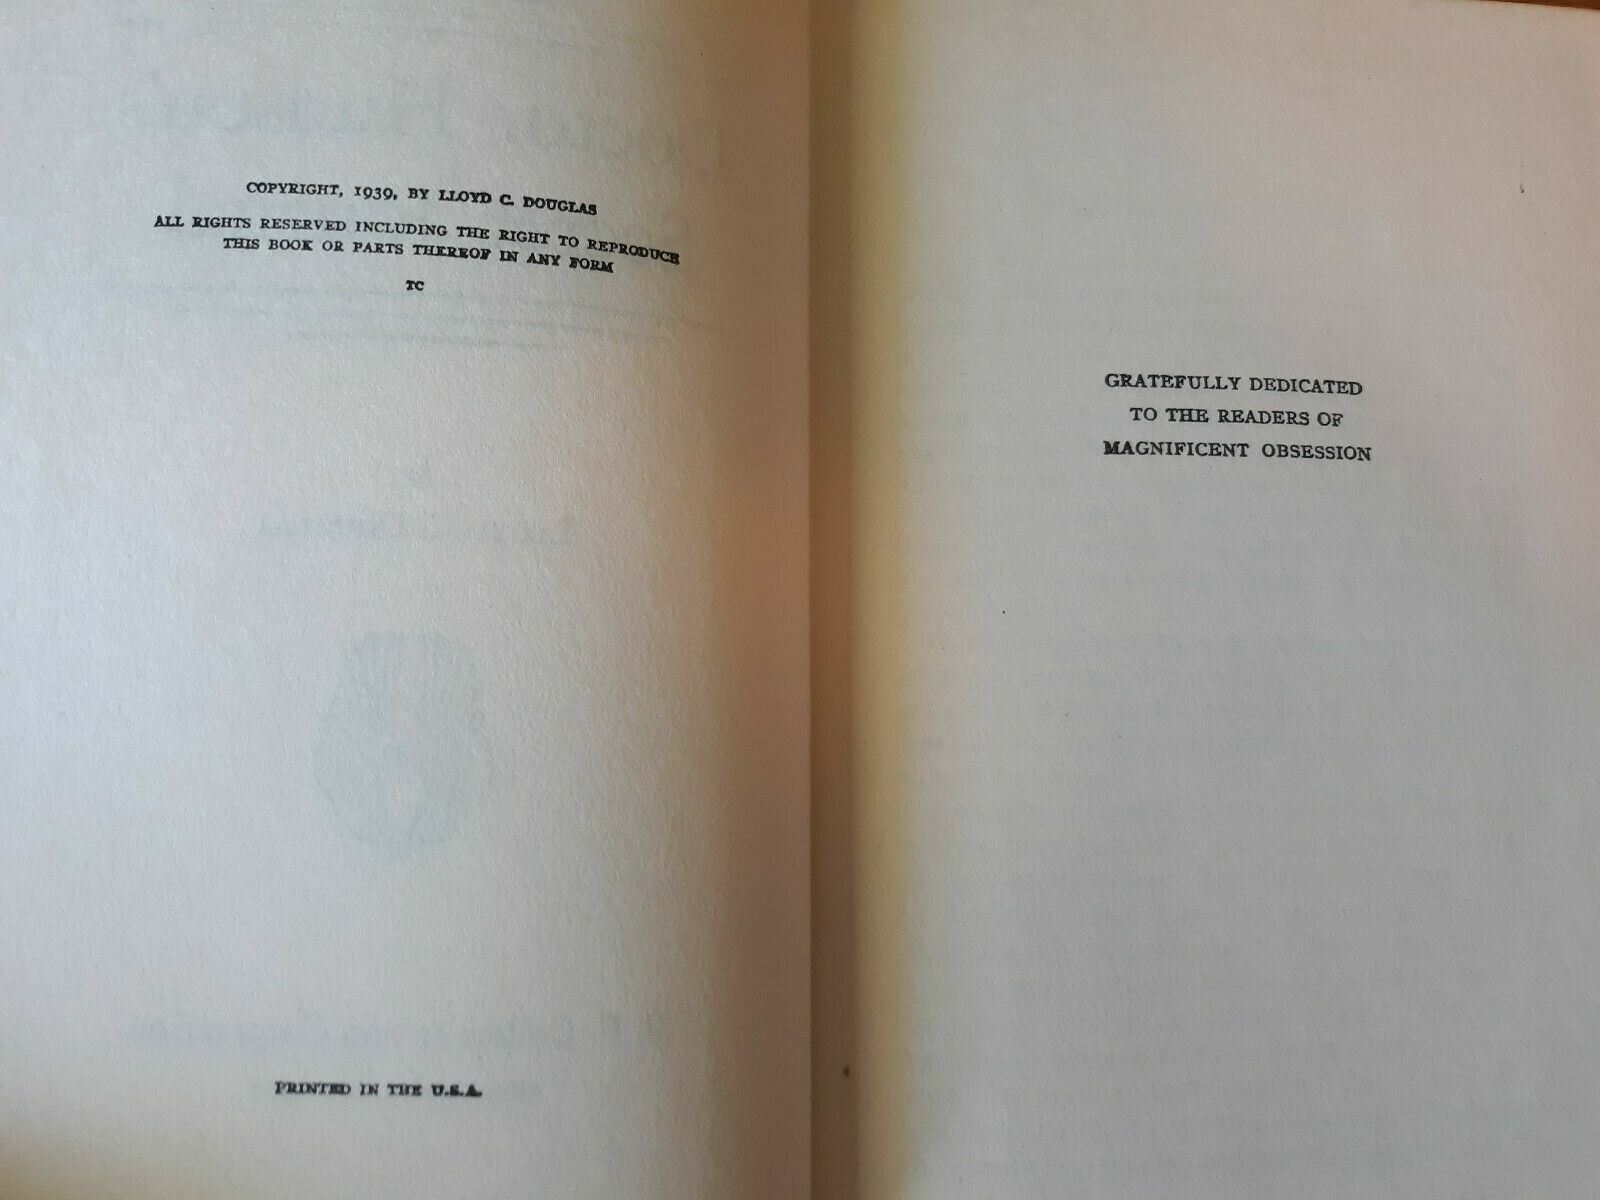 COPYRIGHT, 1939, BY LLOYD C. DOUGLAS
ALL RIGHTS RESERVED INCLUDING THE RIGHT TO REPRODUCE
THIS BOOK OR PARTS THEREOF IN ANY FORM
TC
PRINTED IN THE U.S.A.
GRATEFULLY DEDICATED
TO THE READERS OF
MAGNIFICENT OBSESSION